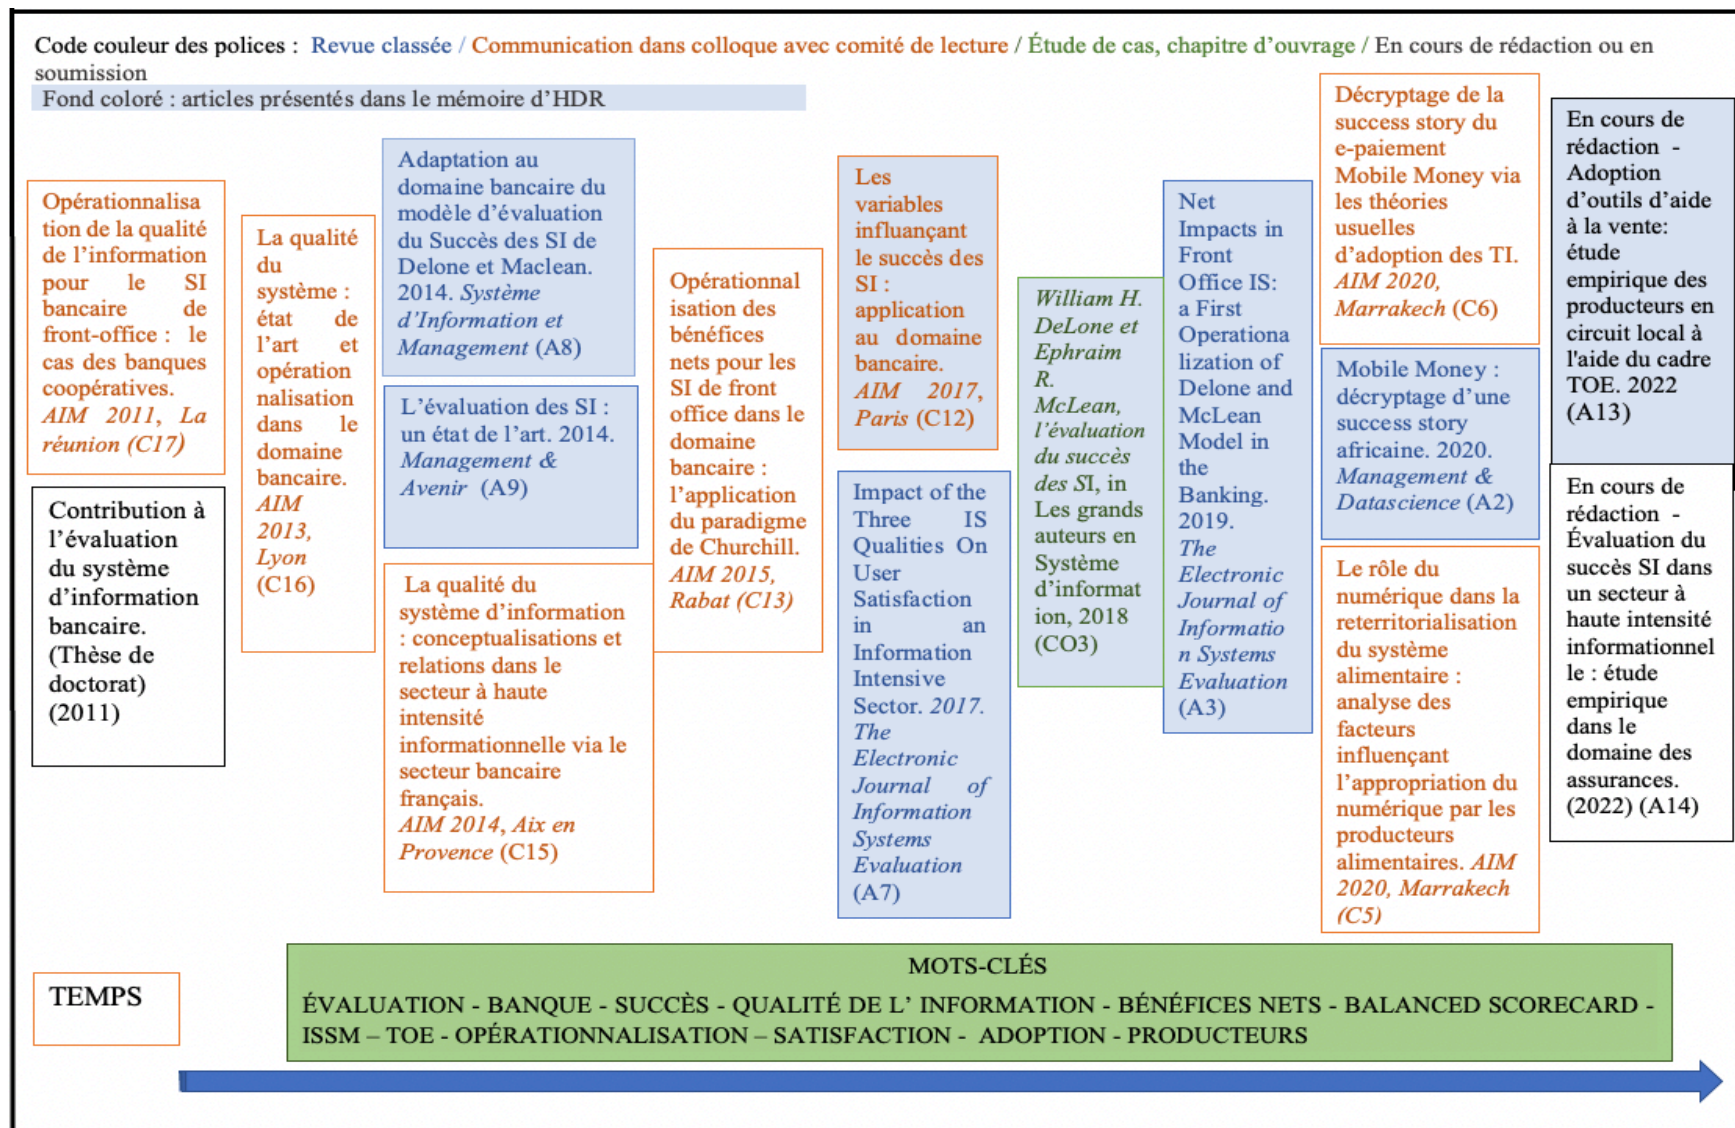 Code couleur des polices : Revue classée / Communication dans colloque avec comité de lecture / Étude de cas, chapitre d’ouvrage / En cours de rédaction ou en
soumission
Fond coloré : articles présentés dans le mémoire d’HDR
Opérationnalisa
tion de la qualité
de l’information
pour le SI
bancaire de
front-office : le
cas des banques
coopératives.
AIM 2011, La
réunion (C17)
Contribution à
l’évaluation
du système
d’information
bancaire.
(Thèse de
doctorat)
(2011)
La qualité
du
système :
état de
l’art et
opération
nalisation
dans le
domaine
bancaire.
AIM
2013,
Lyon
(C16)
Adaptation au
domaine bancaire du
modèle d’évaluation
du Succès des SI de
Delone et Maclean.
2014. Système
d’Information et
Management (A8)
L’évaluation des SI :
un état de l’art. 2014.
Management &
Avenir (A9)
La qualité du
système d’information
: conceptualisations et
relations dans le
secteur à haute
intensité
informationnelle via le
secteur bancaire
français.
AIM 2014, Aix en
Provence (C15)
Opérationnal
isation des
bénéfices
nets pour les
SI de front
office dans le
domaine
bancaire :
l’application
du paradigme
de Churchill.
AIM 2015,
Rabat (C13)
Les
variables
influançant
le succès des
SI :
application
au domaine
bancaire.
AIM 2017,
Paris (C12)
Impact of the
Three IS
Qualities On
User
Satisfaction
in an
Information
Intensive
Sector. 2017.
The
Electronic
Journal of
Information
Systems
Evaluation
(A7)
William H.
DeLone et
Ephraim
R.
McLean,
l’évaluation
du succès
des SI, in
Les grands
auteurs en
Système
d’informat
ion, 2018
(CO3)
Net
Impacts in
Front
Office IS:
a First
Operationa
lization of
Delone and
McLean
Model in
the
Banking.
2019.
The
Electronic
Journal of
Informatio
n Systems
Evaluation
(A3)
Décryptage de la
success story du
e-paiement
Mobile Money via
les théories
usuelles
d’adoption des TI.
AIM 2020,
Marrakech (C6)
Mobile Money :
décryptage d’une
success story
africaine. 2020.
Management &
Datascience (A2)
Le rôle du
numérique dans la
reterritorialisation
du système
alimentaire :
analyse des
facteurs
influençant
l’appropriation du
numérique par les
producteurs
alimentaires. AIM
2020, Marrakech
(C5)
En cours de
rédaction -
Adoption
d’outils d’aide
à la vente:
étude
empirique des
producteurs en
circuit local à
l'aide du cadre
TOE. 2022
(A13)
En cours de
rédaction -
Évaluation du
succès SI dans
un secteur à
haute intensité
informationnel
le : étude
empirique
dans le
domaine des
assurances.
(2022) (A14)
MOTS-CLÉS
ÉVALUATION - BANQUE - SUCCÈS - QUALITÉ DE L’ INFORMATION - BÉNÉFICES NETS - BALANCED SCORECARD -
ISSM – TOE - OPÉRATIONNALISATION – SATISFACTION - ADOPTION - PRODUCTEURS
TEMPS